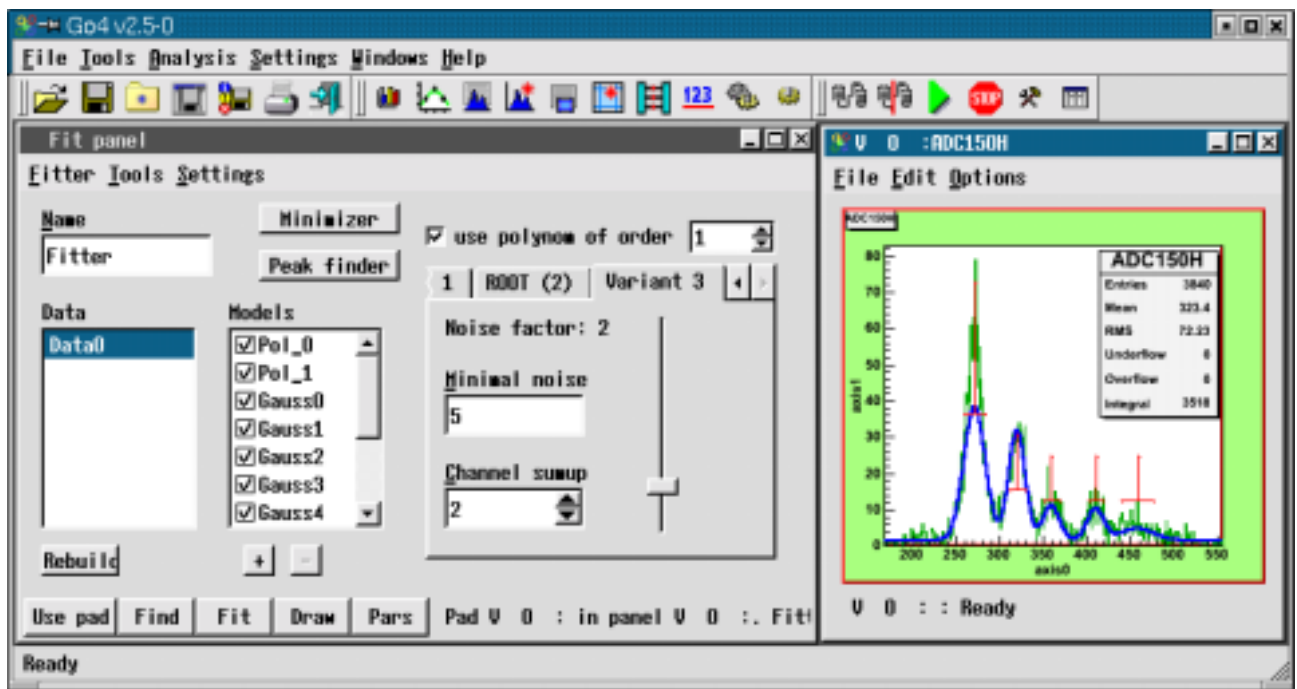 Go4 v2.5-0
File Tools Analysis Settings Windows Help
123
STOP
Fit panel
Fitter Tools Settings
Name
Fitter
Minimizer
Peak finder
use polynom of order 1
1 ROOT (2) Variant 3
Data
Data0
Models
Pol_0
Pol_1
Gauss0
Gauss1
Gauss2
Gauss3
Gauss4
Noise factor: 2
Minimal noise
5
Channel sumup
2
Rebuild
+ -
Use pad Find Fit Draw Pars
Pad V 0 : in panel V 0 :. Fitt
V 0 :ADC150H
File Edit Options
ADC150H
ADC150H
Entries 3840
Mean 323.4
RMS 72.23
Underflow 0
Overflow 0
Integral 3518
axis1
80
70
60
50
40
30
20
10
0
200 250 300 350 400 450 500 550
axis0
V 0 : : Ready
Ready